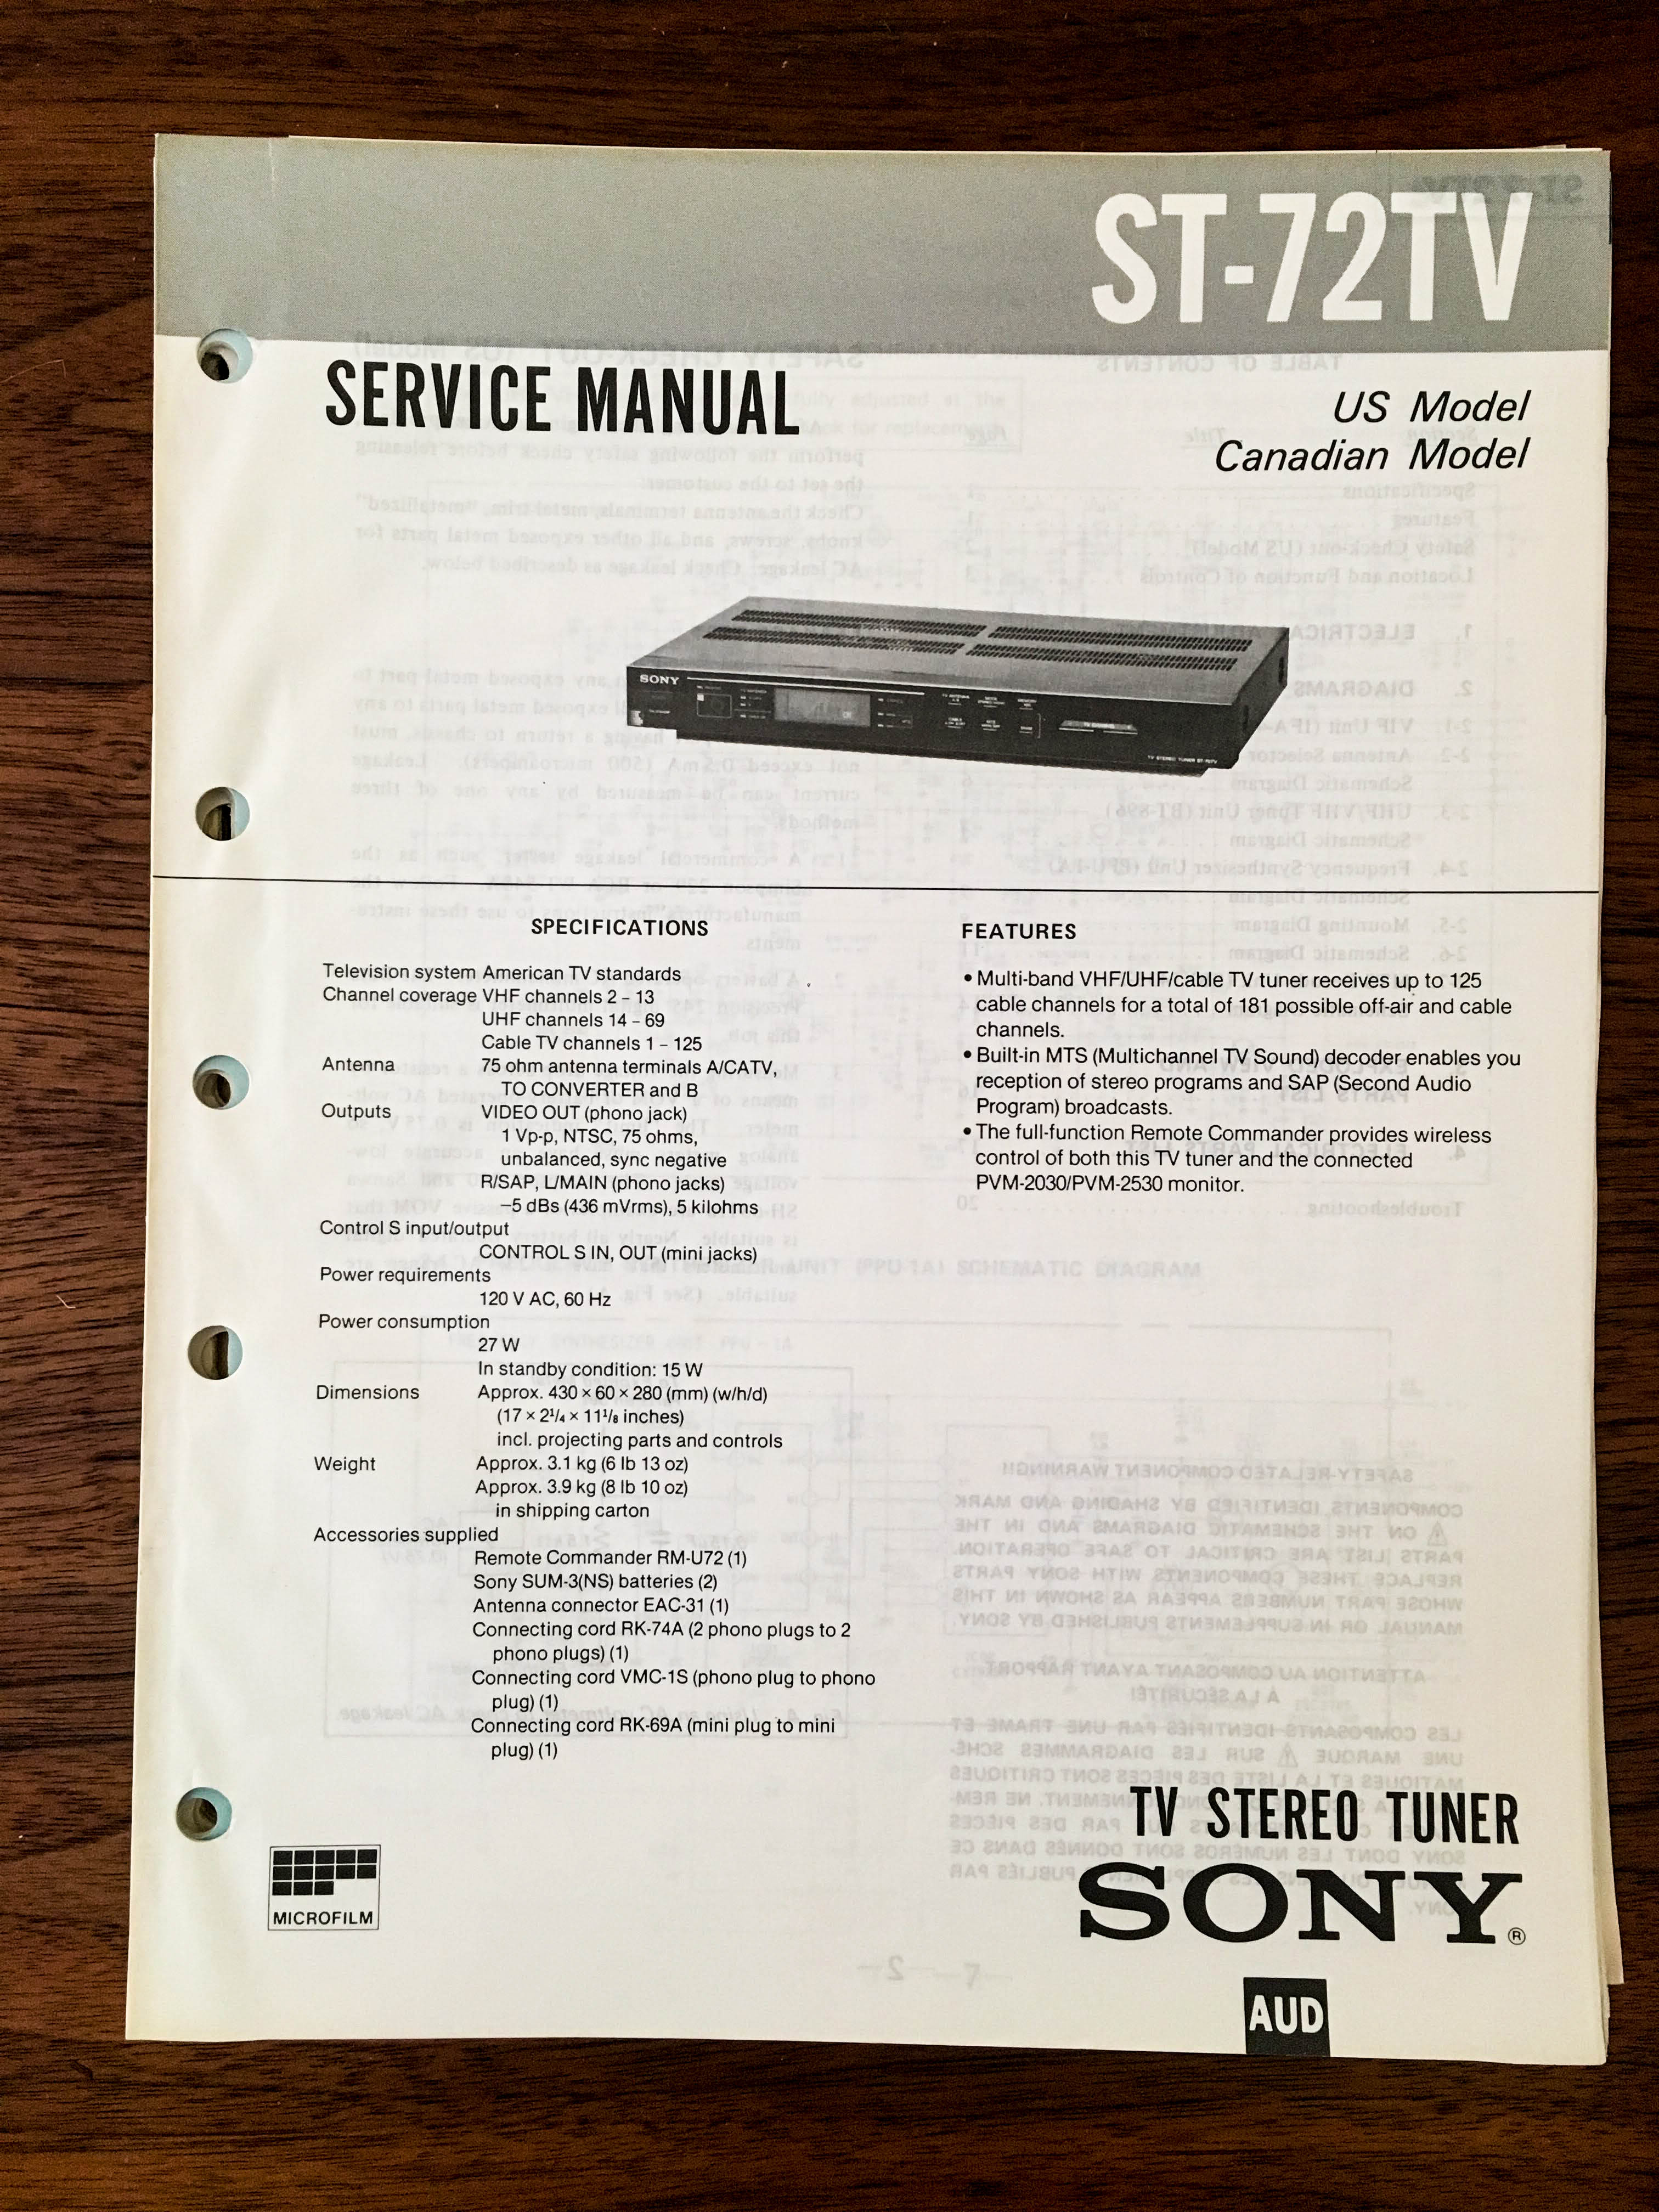 ST-72TV
SERVICE MANUAL
US Model
Canadian Model
SONY
SPECIFICATIONS
Television system American TV standards
Channel coverage VHF channels 2 – 13
UHF channels 14 – 69
Cable TV channels 1 – 125
Antenna 75 ohm antenna terminals A/CATV,
TO CONVERTER and B
Outputs VIDEO OUT (phono jack)
1 Vp-p, NTSC, 75 ohms,
unbalanced, sync negative
R/SAP, L/MAIN (phono jacks)
–5 dBs (436 mVrms), 5 kilohms
Control S input/output
CONTROL S IN, OUT (mini jacks)
Power requirements
120 V AC, 60 Hz
Power consumption
27 W
In standby condition: 15 W
Dimensions Approx. 430 × 60 × 280 (mm) (w/h/d)
(17 × 2 1/4 × 11 1/8 inches)
incl. projecting parts and controls
Weight Approx. 3.1 kg (6 lb 13 oz)
Approx. 3.9 kg (8 lb 10 oz)
in shipping carton
Accessories supplied
Remote Commander RM-U72 (1)
Sony SUM-3(NS) batteries (2)
Antenna connector EAC-31 (1)
Connecting cord RK-74A (2 phono plugs to 2
phono plugs) (1)
Connecting cord VMC-1S (phono plug to phono
plug) (1)
Connecting cord RK-69A (mini plug to mini
plug) (1)
FEATURES
• Multi-band VHF/UHF/cable TV tuner receives up to 125
cable channels for a total of 181 possible off-air and cable
channels.
• Built-in MTS (Multichannel TV Sound) decoder enables you
reception of stereo programs and SAP (Second Audio
Program) broadcasts.
• The full-function Remote Commander provides wireless
control of both this TV tuner and the connected
PVM-2030/PVM-2530 monitor.
MICROFILM
TV STEREO TUNER
SONY®
AUD